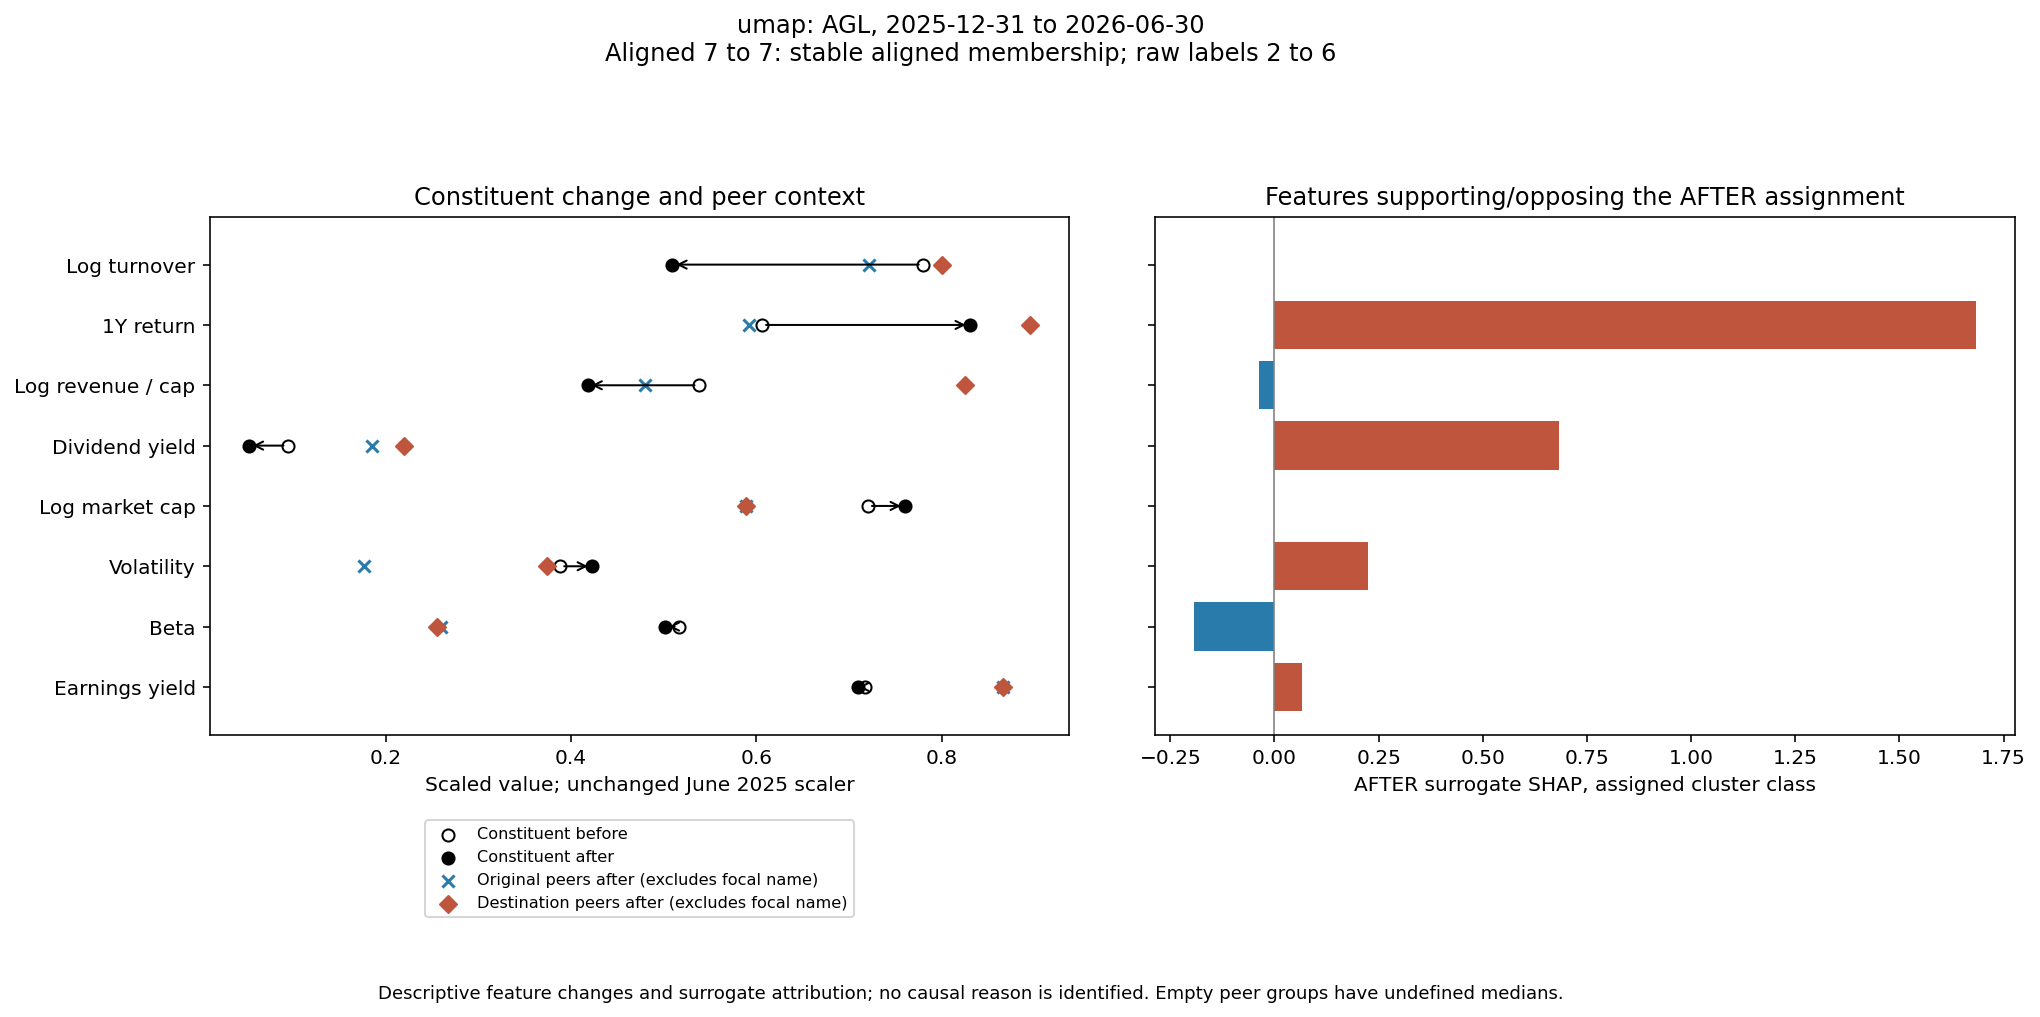 umap: AGL, 2025-12-31 to 2026-06-30
Aligned 7 to 7: stable aligned membership; raw labels 2 to 6
Constituent change and peer context
Log turnover
1Y return
Log revenue / cap
Dividend yield
Log market cap
Volatility
Beta
Earnings yield
0.2 0.4 0.6 0.8
Scaled value; unchanged June 2025 scaler
Constituent before
Constituent after
Original peers after (excludes focal name)
Destination peers after (excludes focal name)
Features supporting/opposing the AFTER assignment
−0.25 0.00 0.25 0.50 0.75 1.00 1.25 1.50 1.75
AFTER surrogate SHAP, assigned cluster class
Descriptive feature changes and surrogate attribution; no causal reason is identified. Empty peer groups have undefined medians.